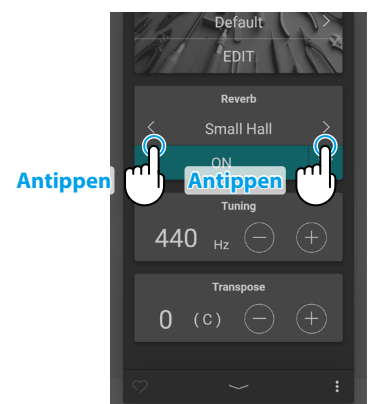 Default
EDIT
Reverb
Small Hall
ON
Antippen
Antippen
Tuning
440 Hz
Transpose
0 (C)